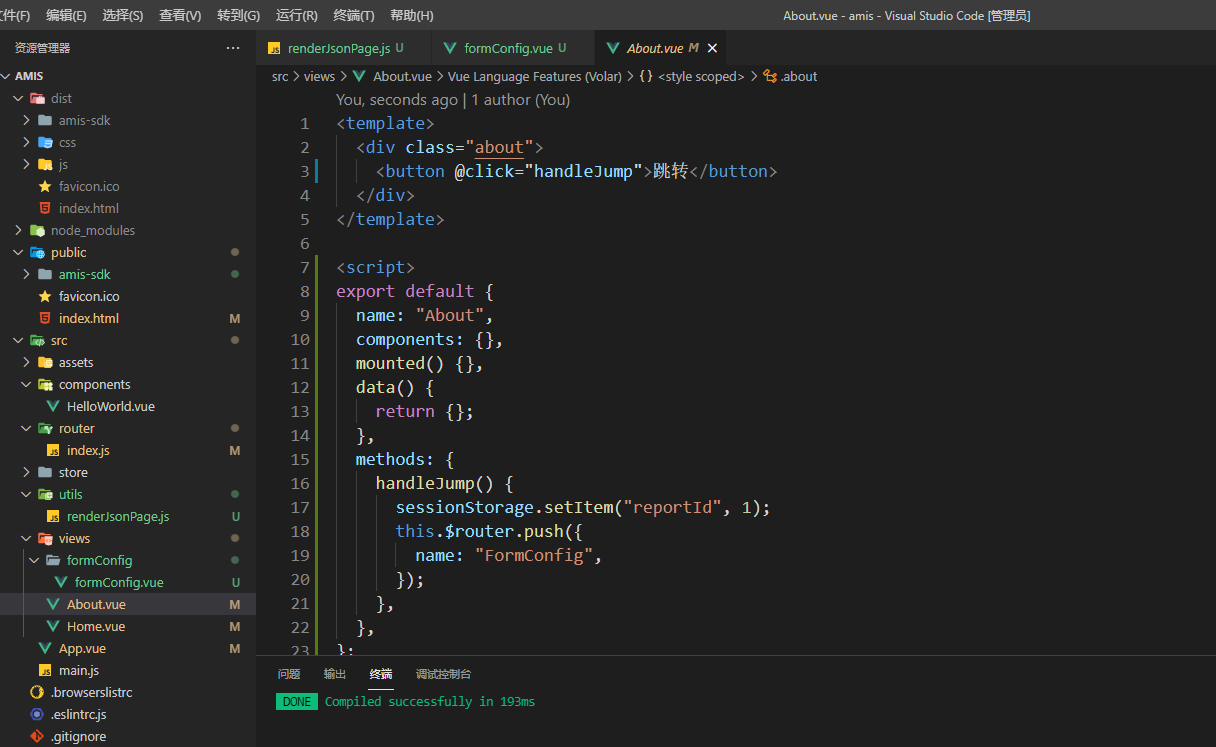 文件(F) 编辑(E) 选择(S) 查看(V) 转到(G) 运行(R) 终端(T) 帮助(H) About.vue - amis - Visual Studio Code [管理员]
资源管理器 ···
AMIS
dist
amis-sdk
css
js
favicon.ico
index.html
node_modules
public
amis-sdk
favicon.ico
index.html M
src
assets
components
HelloWorld.vue
router
index.js M
store
utils
renderJsonPage.js U
views
formConfig
formConfig.vue U
About.vue M
Home.vue M
App.vue M
main.js
.browserslistrc
.eslintrc.js
.gitignore
renderJsonPage.js U formConfig.vue U About.vue M
src > views > About.vue > Vue Language Features (Volar) > {} <style scoped> > .about
You, seconds ago | 1 author (You)
1 <template>
2 <div class="about">
3 <button @click="handleJump">跳转</button>
4 </div>
5 </template>
6
7 <script>
8 export default {
9 name: "About",
10 components: {},
11 mounted() {},
12 data() {
13 return {};
14 },
15 methods: {
16 handleJump() {
17 sessionStorage.setItem("reportId", 1);
18 this.$router.push({
19 name: "FormConfig",
20 });
21 },
22 },
23 };
问题 输出 终端 调试控制台
DONE Compiled successfully in 193ms